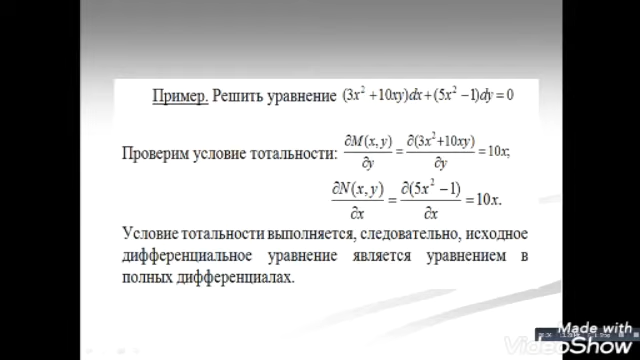 Пример. Решить уравнение (3x² +10xy)dx+(5x² −1)dy = 0
Проверим условие тотальности: ∂M(x, y)/∂y = ∂(3x²+10xy)/∂y = 10x;
∂N(x, y)/∂x = ∂(5x² −1)/∂x = 10x.
Условие тотальности выполняется, следовательно, исходное
дифференциальное уравнение является уравнением в
полных дифференциалах.
Made with
VideoShow